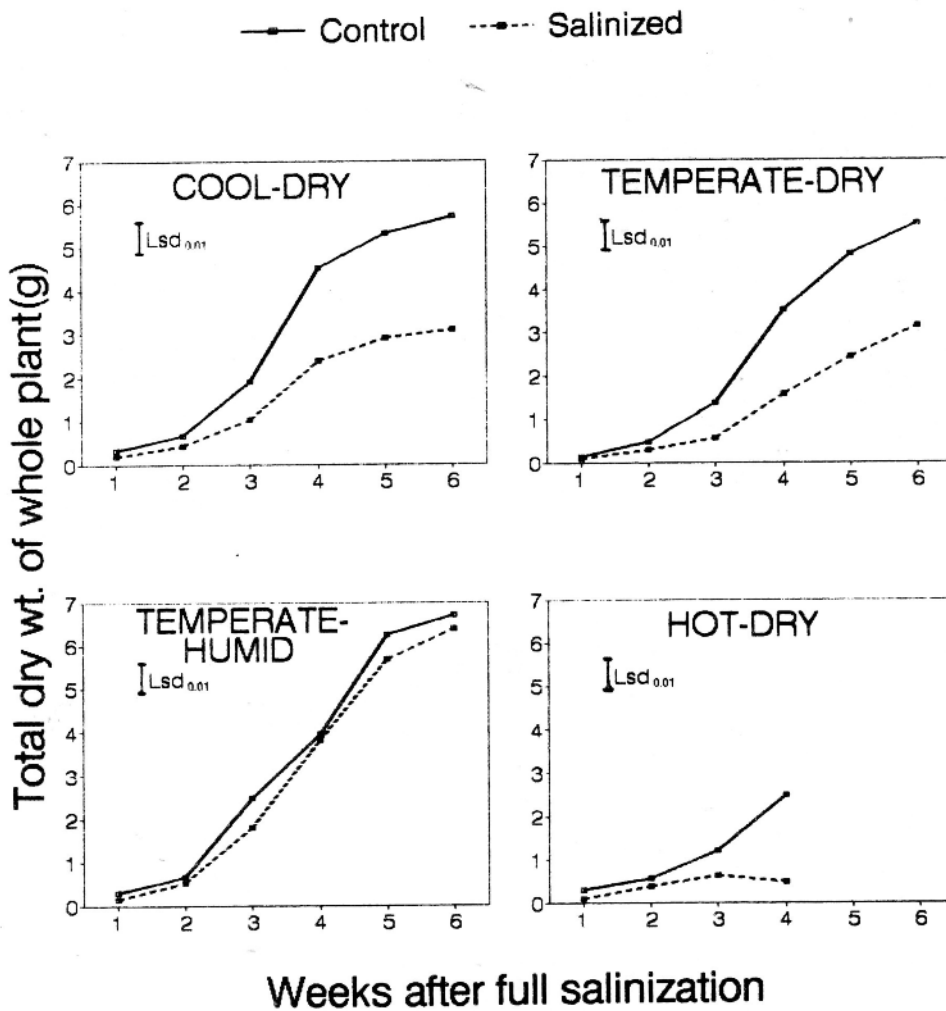 Control Salinized
Total dry wt. of whole plant(g)
COOL-DRY
Lsd 0.01
7
6
5
4
3
2
1
0
1 2 3 4 5 6
TEMPERATE-DRY
Lsd 0.01
7
6
5
4
3
2
1
0
1 2 3 4 5 6
TEMPERATE-
HUMID
Lsd 0.01
7
6
5
4
3
2
1
0
1 2 3 4 5 6
HOT-DRY
Lsd 0.01
7
6
5
4
3
2
1
0
1 2 3 4 5 6
Weeks after full salinization